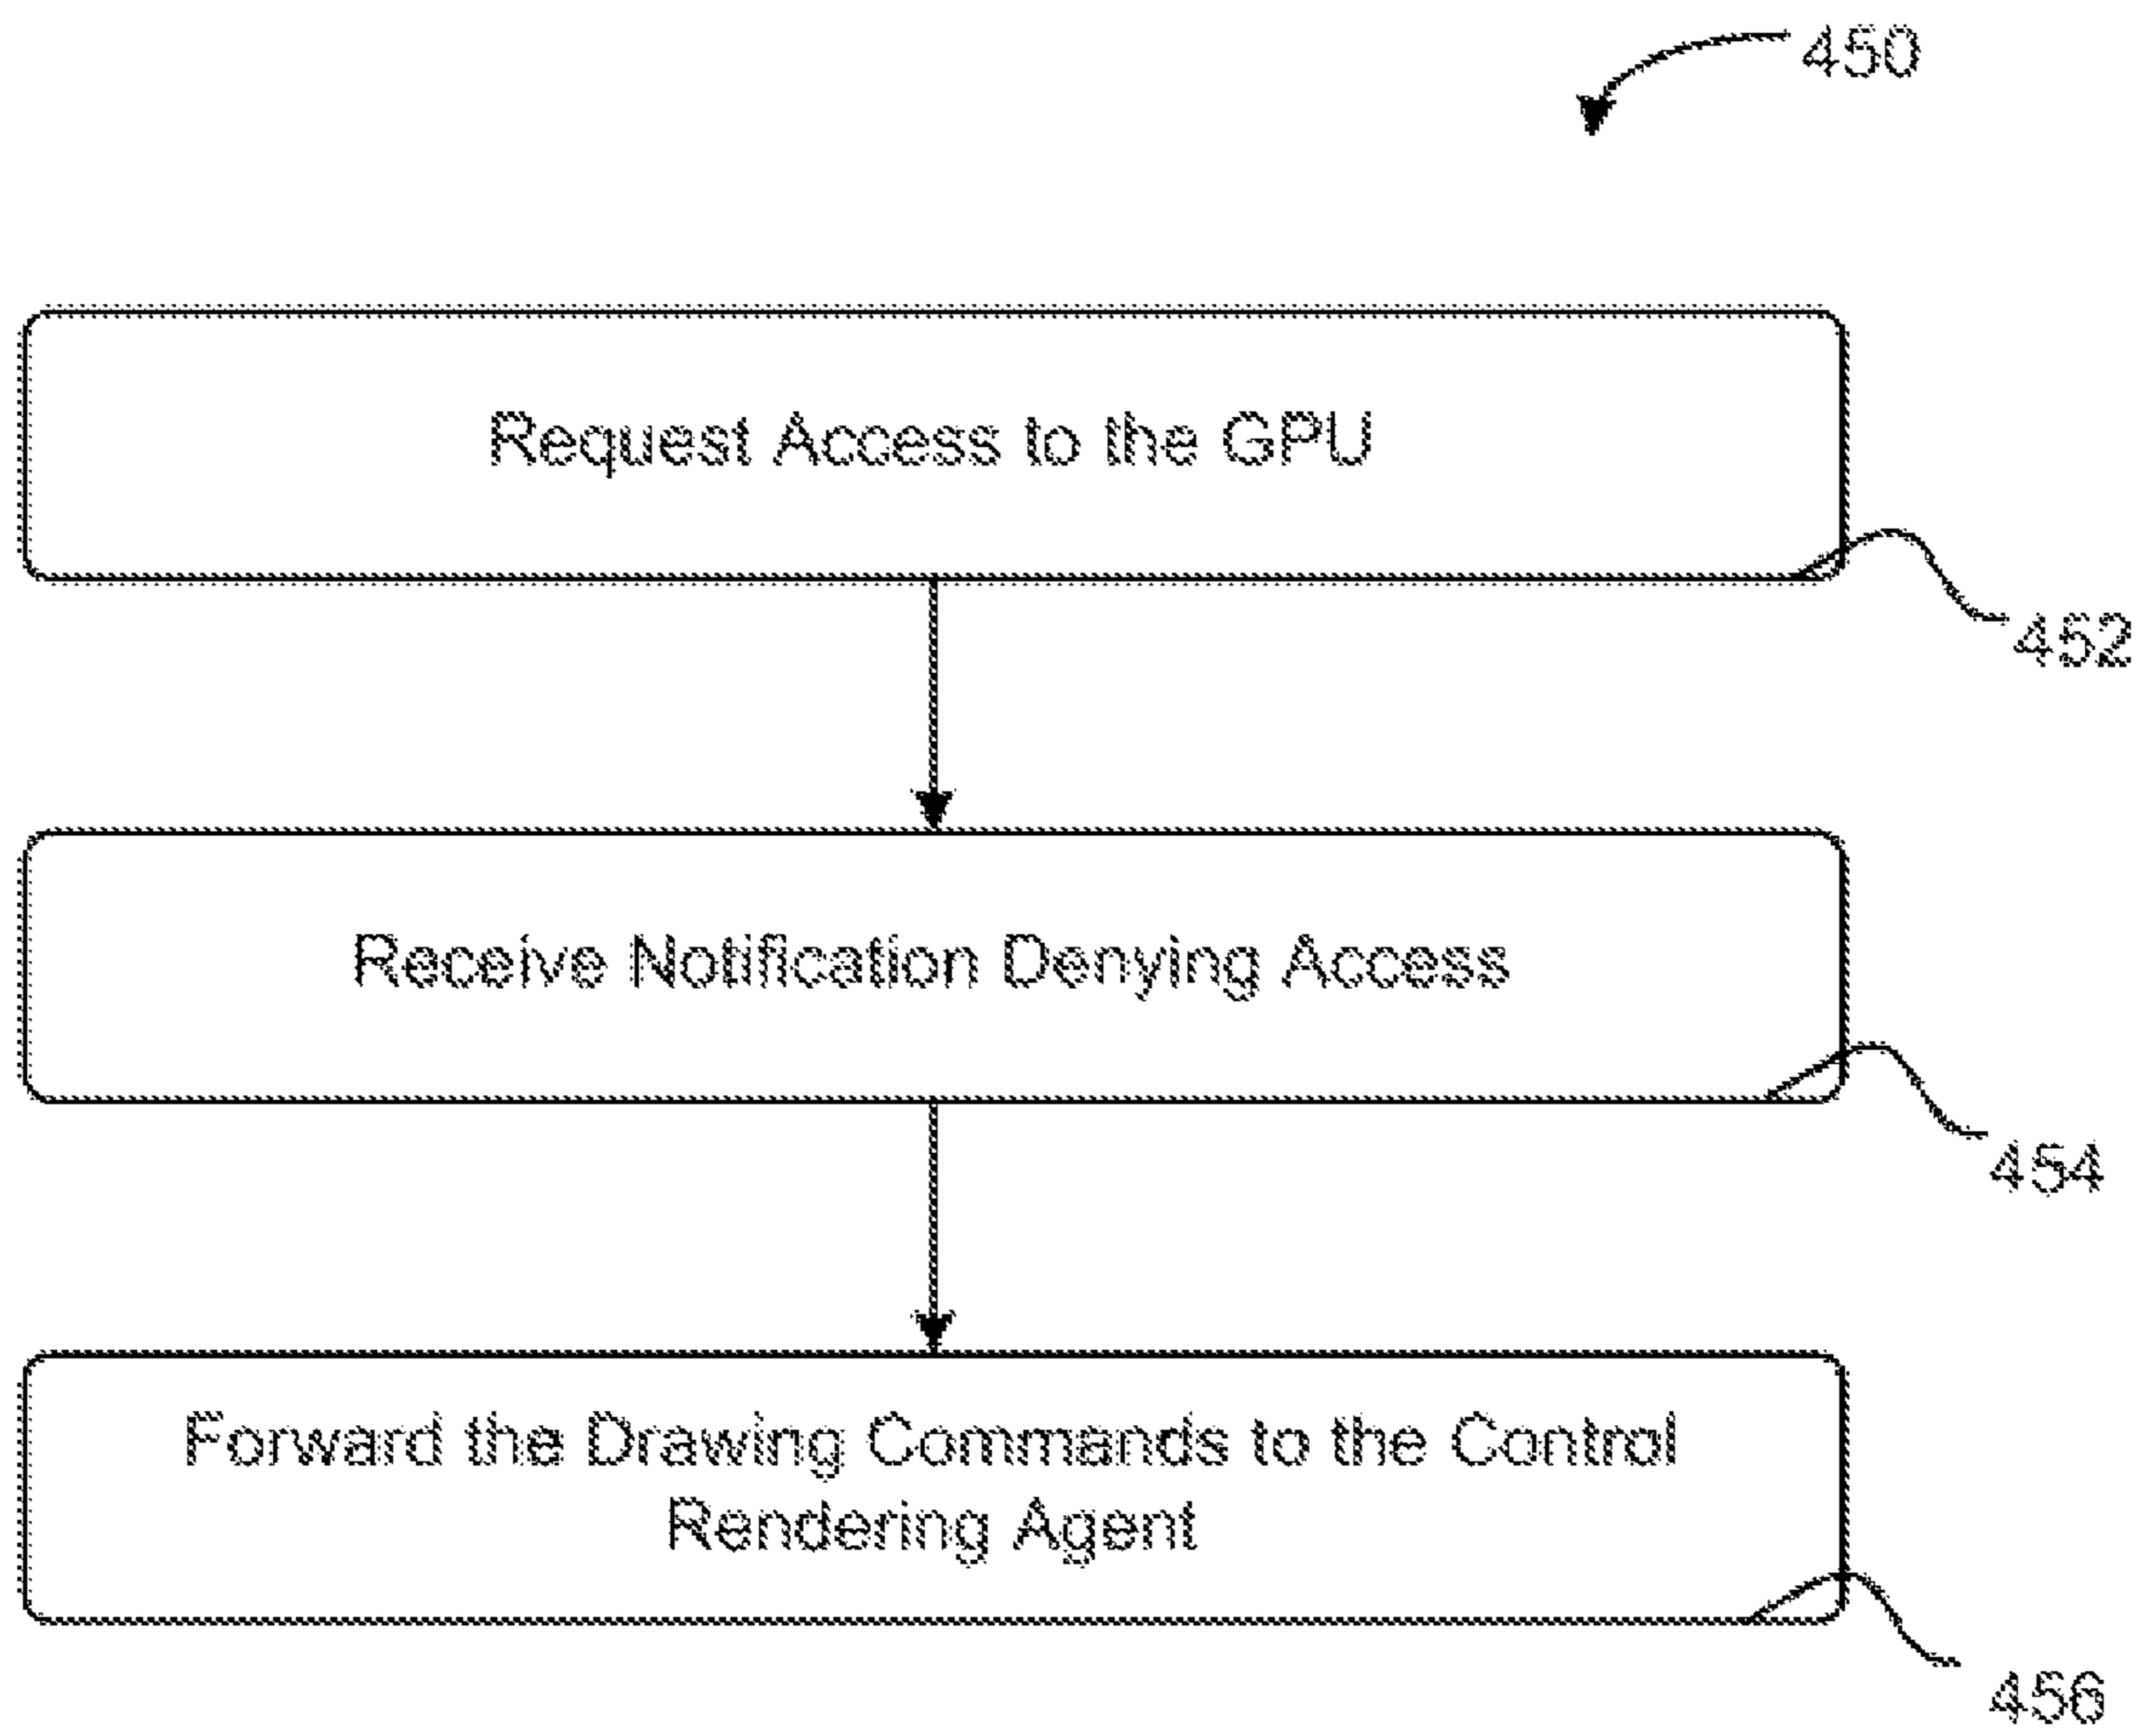 450
Request Access to the GPU
452
Receive Notification Denying Access
454
Forward the Drawing Commands to the Control
Rendering Agent
456